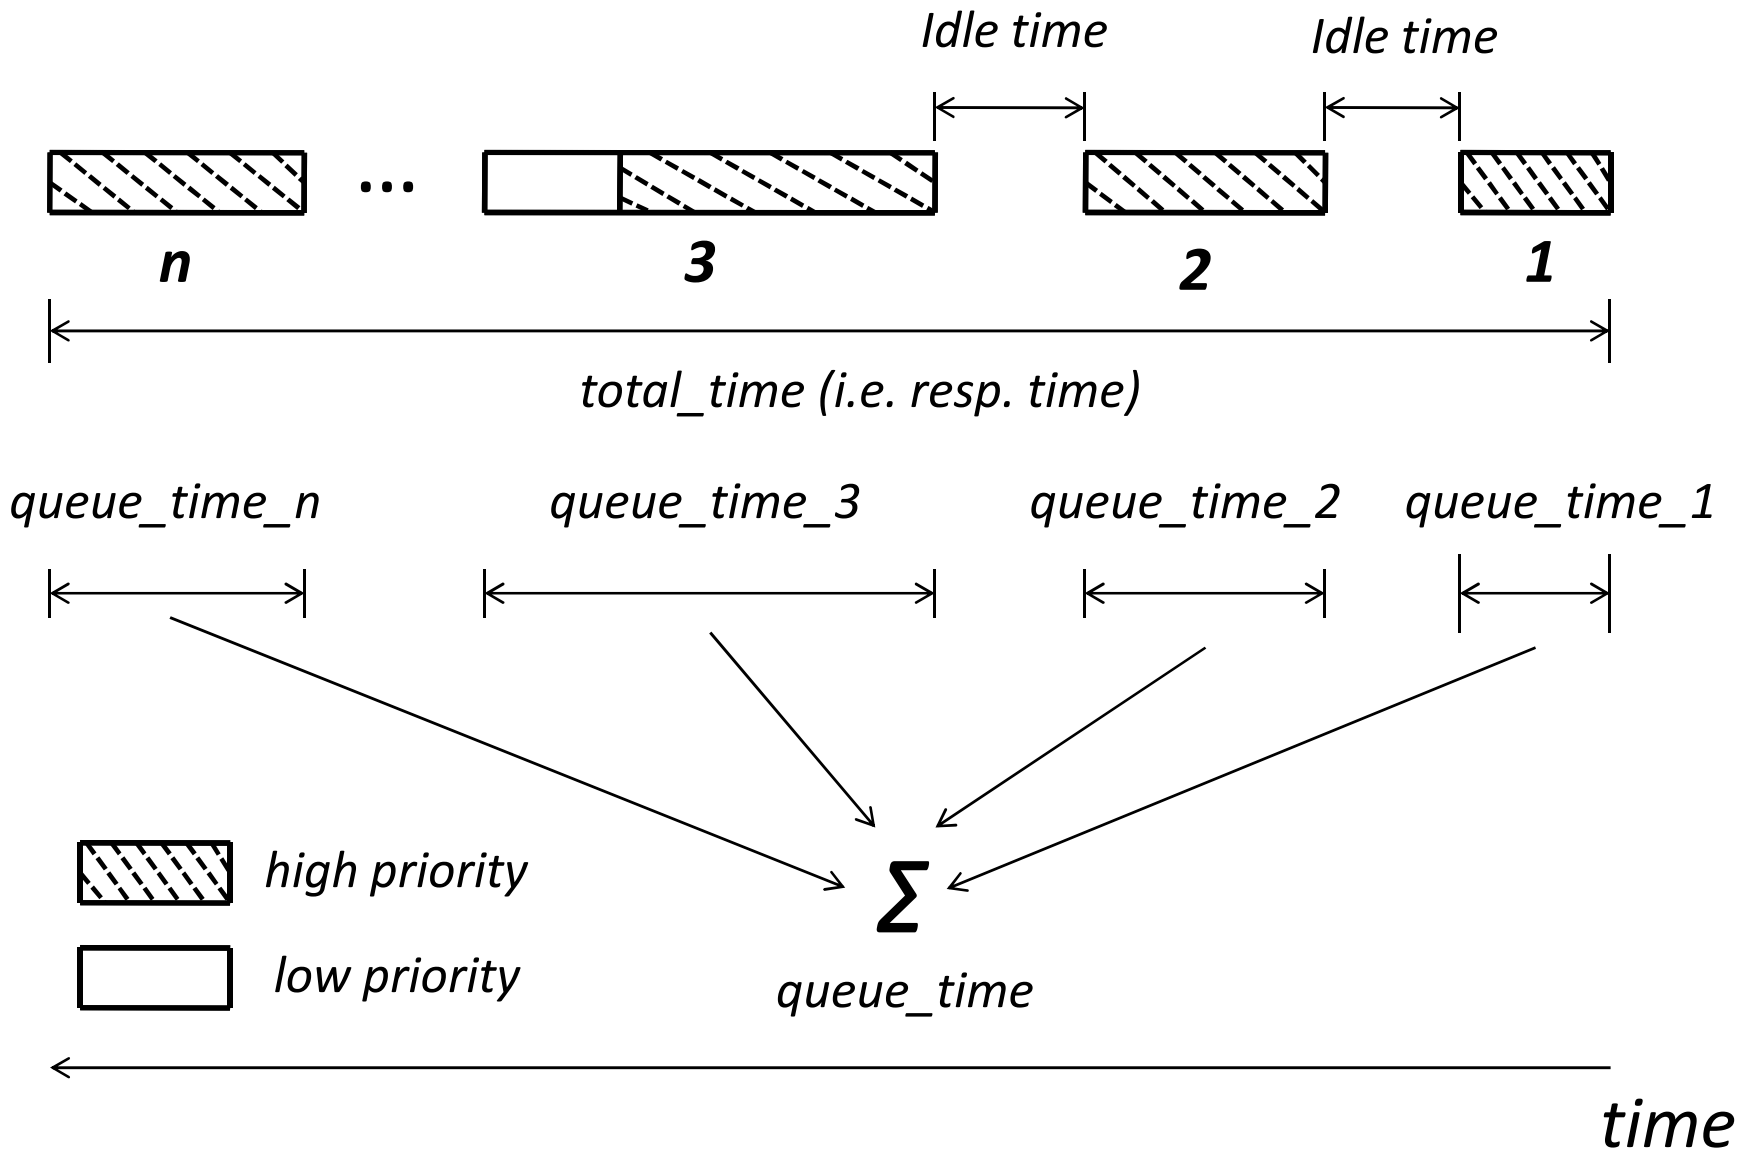 Idle time
Idle time
...
n
3
2
1
total_time (i.e. resp. time)
queue_time_n
queue_time_3
queue_time_2
queue_time_1
high priority
Σ
low priority
queue_time
time